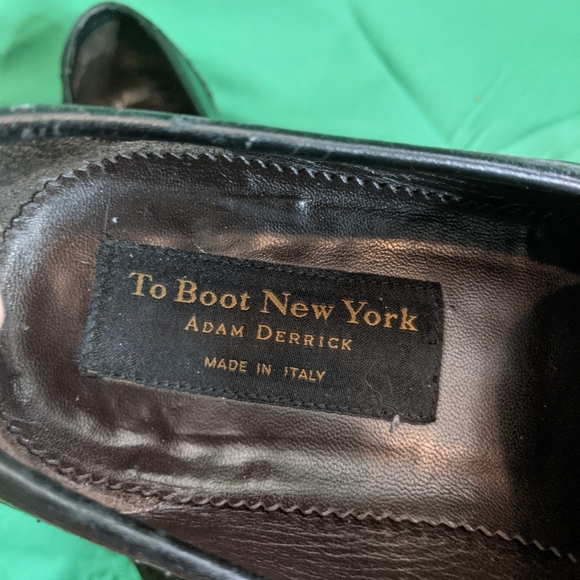 To Boot New York
Adam Derrick
MADE IN ITALY